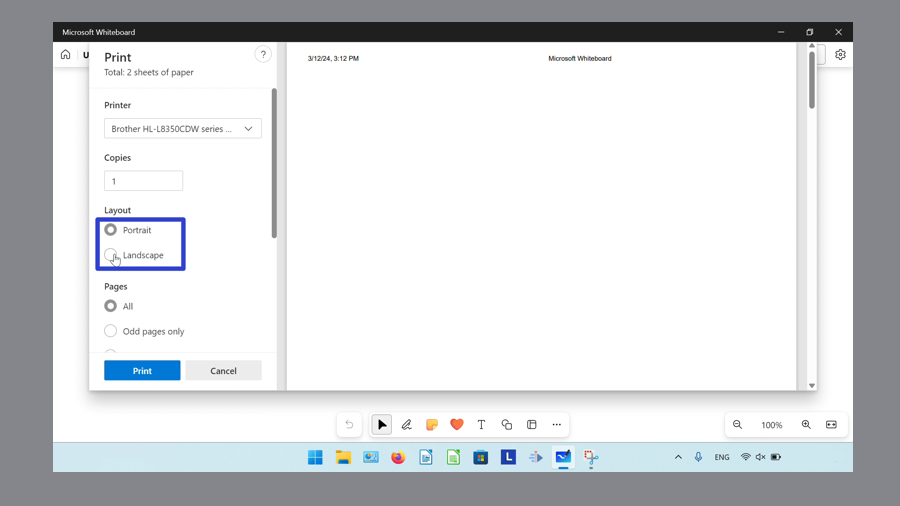 Microsoft Whiteboard
U
Print
?
Total: 2 sheets of paper
3/12/24, 3:12 PM
Microsoft Whiteboard
Printer
Brother HL-L8350CDW series ...
Copies
1
Layout
Portrait
Landscape
Pages
All
Odd pages only
Print
Cancel
T
100%
L
ENG